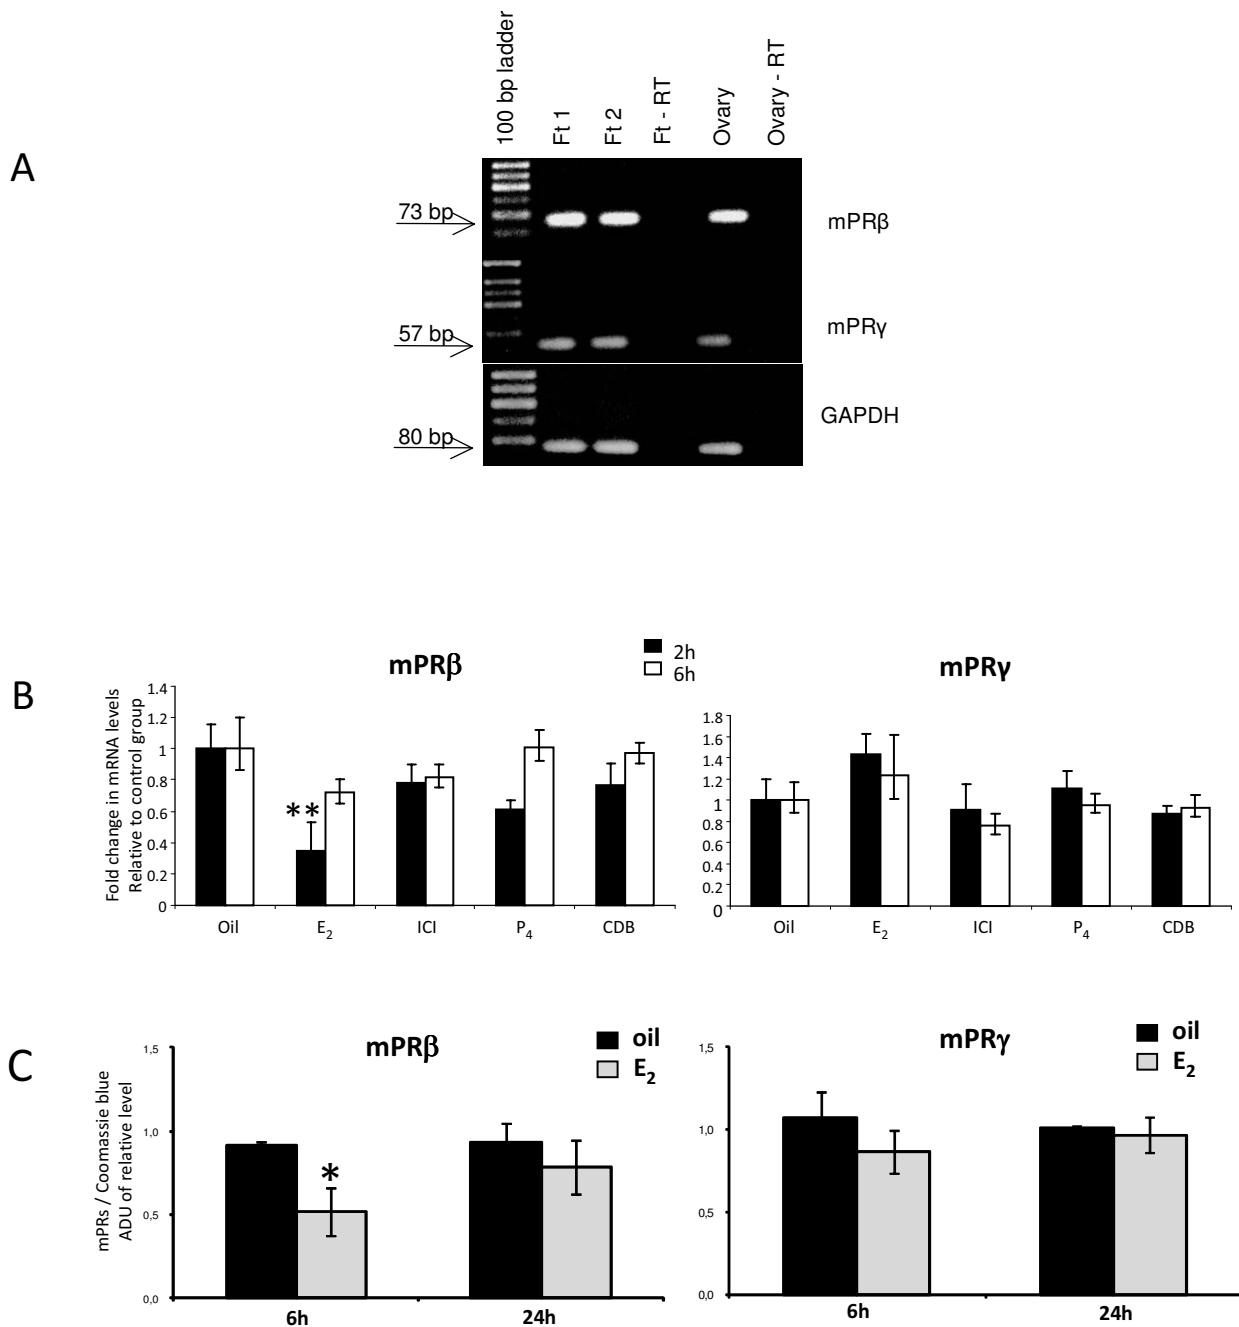 A
100 bp ladder
Ft 1
Ft 2
Ft - RT
Ovary
Ovary - RT
73 bp
mPRβ
57 bp
mPRγ
80 bp
GAPDH
B
mPRβ
2h
6h
mPRγ
Fold change in mRNA levels
Relative to control group
1.4
1.2
1
0.8
0.6
0.4
0.2
0
**
Oil
E2
ICI
P4
CDB
1.8
1.6
1.4
1.2
1
0.8
0.6
0.4
0.2
0
Oil
E2
ICI
P4
CDB
C
mPRβ
oil
E2
mPRs / Coomassie blue
ADU of relative level
1,5
1,0
0,5
0,0
*
6h
24h
mPRγ
oil
E2
1,5
1,0
0,5
0,0
6h
24h